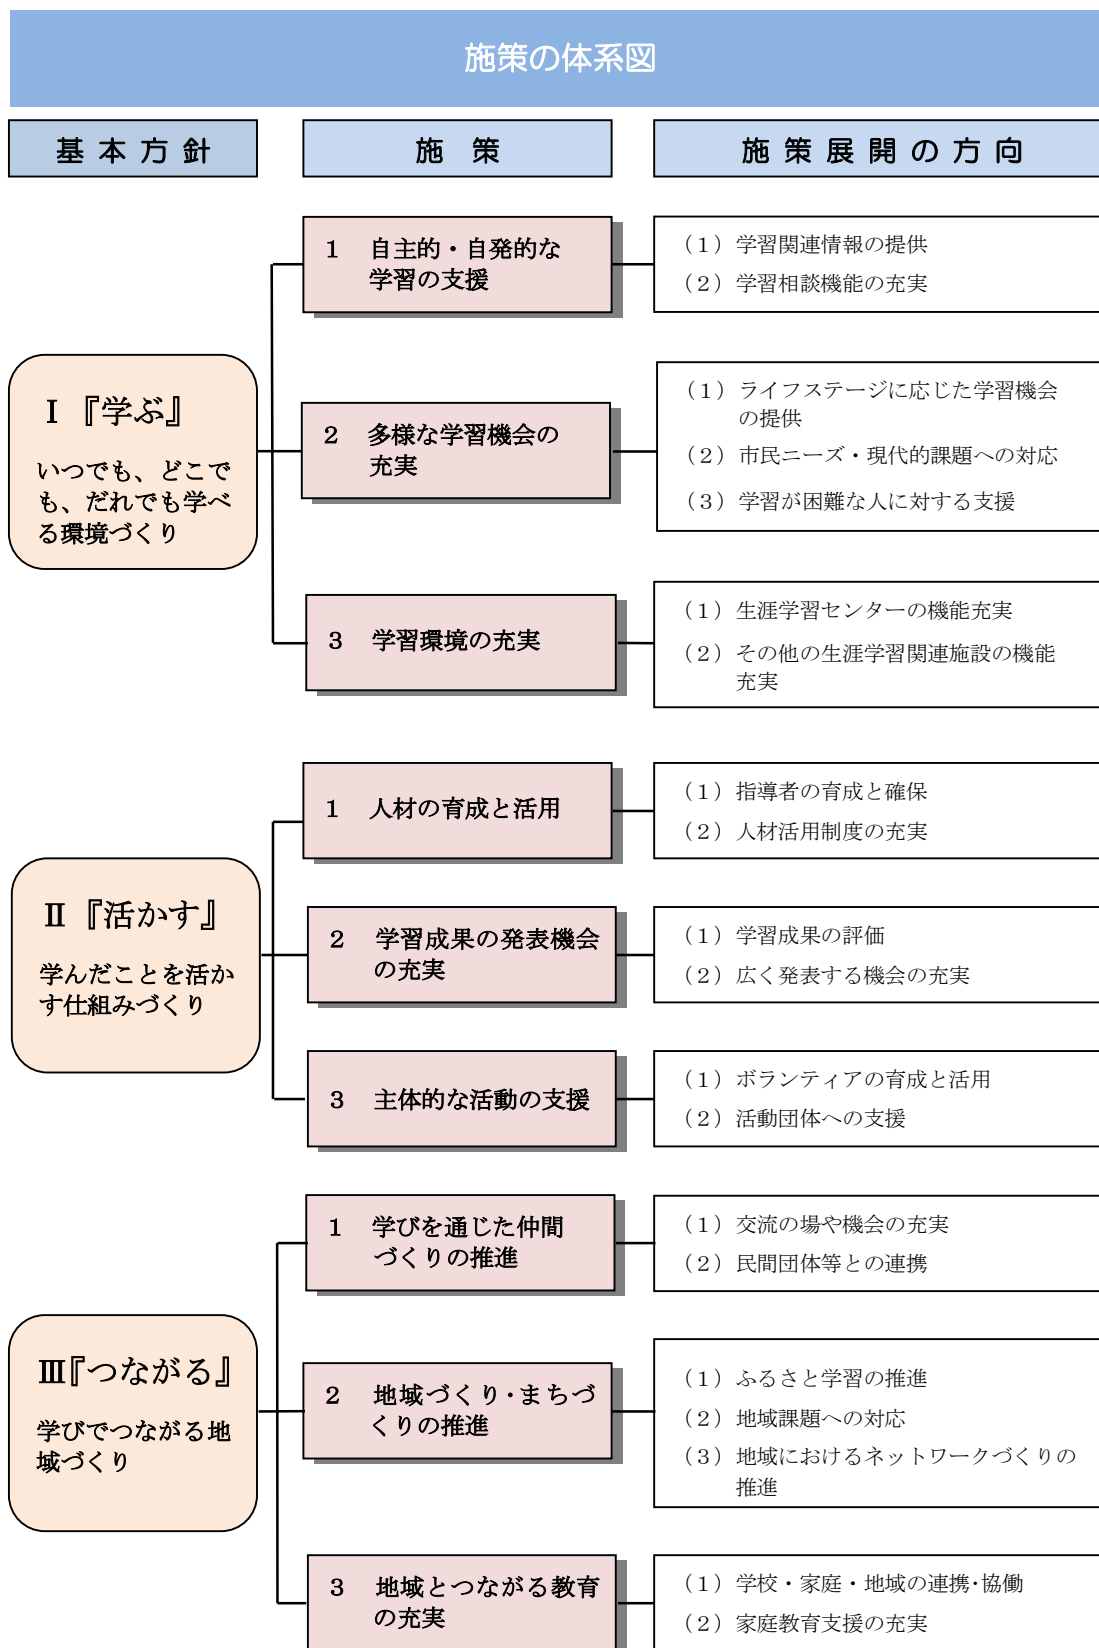 施策の体系図
基本方針
施　策
施策展開の方向
Ⅰ『学ぶ』
いつでも、どこで
も、だれでも学べ
る環境づくり
1　自主的・自発的な
学習の支援
（1）学習関連情報の提供
（2）学習相談機能の充実
2　多様な学習機会の
充実
（1）ライフステージに応じた学習機会
の提供
（2）市民ニーズ・現代的課題への対応
（3）学習が困難な人に対する支援
3　学習環境の充実
（1）生涯学習センターの機能充実
（2）その他の生涯学習関連施設の機能
充実
Ⅱ『活かす』
学んだことを活か
す仕組みづくり
1　人材の育成と活用
（1）指導者の育成と確保
（2）人材活用制度の充実
2　学習成果の発表機会
の充実
（1）学習成果の評価
（2）広く発表する機会の充実
3　主体的な活動の支援
（1）ボランティアの育成と活用
（2）活動団体への支援
Ⅲ『つながる』
学びでつながる地
域づくり
1　学びを通じた仲間
づくりの推進
（1）交流の場や機会の充実
（2）民間団体等との連携
2　地域づくり・まちづ
くりの推進
（1）ふるさと学習の推進
（2）地域課題への対応
（3）地域におけるネットワークづくりの
推進
3　地域とつながる教育
の充実
（1）学校・家庭・地域の連携・協働
（2）家庭教育支援の充実